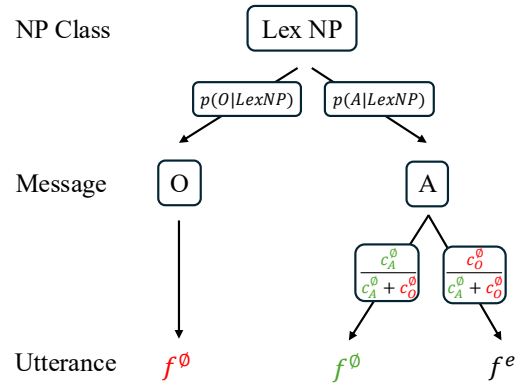 NP Class Lex NP
p(O|LexNP) p(A|LexNP)
Message O A
c_A^∅ / (c_A^∅ + c_O^∅) c_O^∅ / (c_A^∅ + c_O^∅)
Utterance f^∅ f^∅ f^e